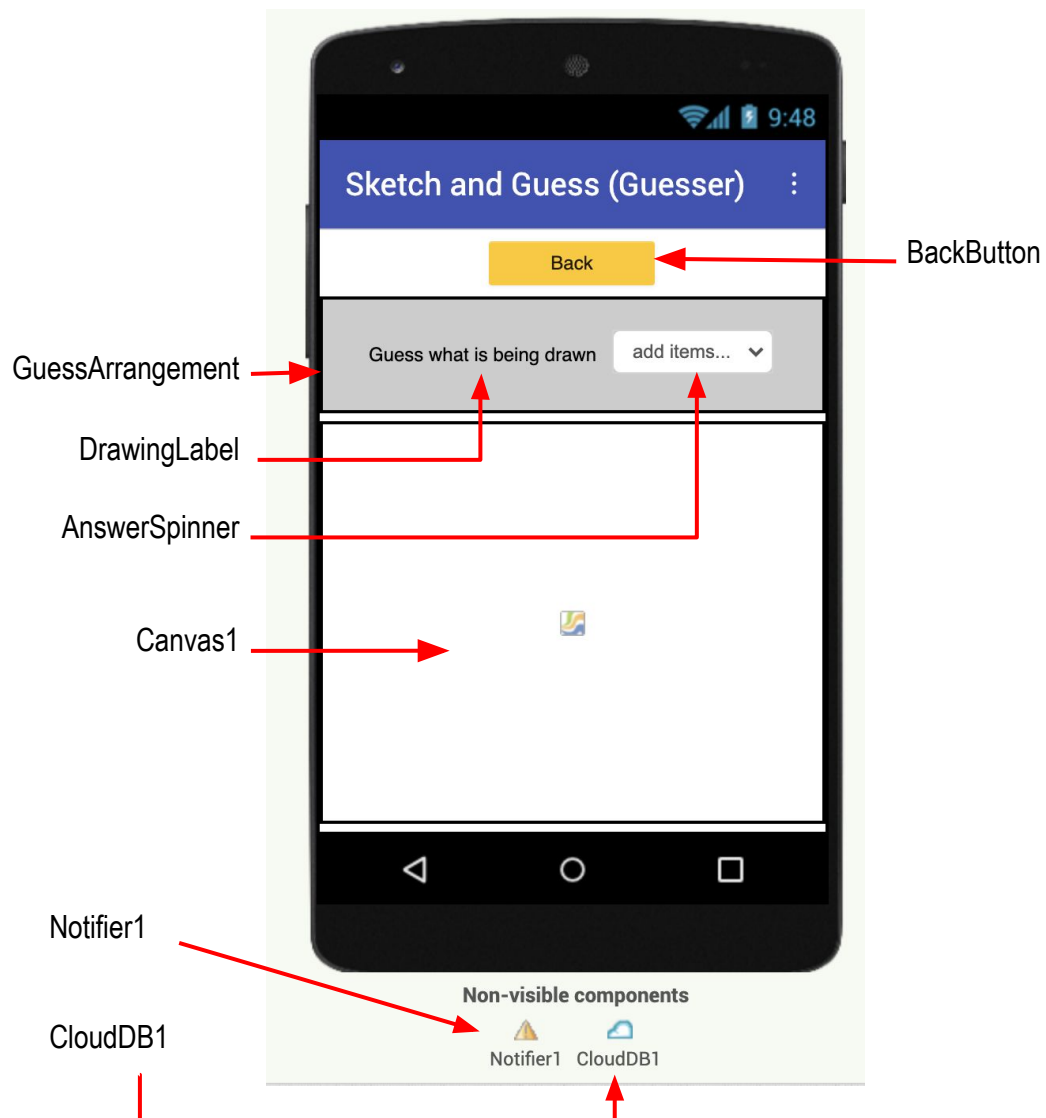 9:48
Sketch and Guess (Guesser)
Back
BackButton
Guess what is being drawn
add items...
GuessArrangement
DrawingLabel
AnswerSpinner
Canvas1
Notifier1
Non-visible components
CloudDB1
Notifier1 CloudDB1